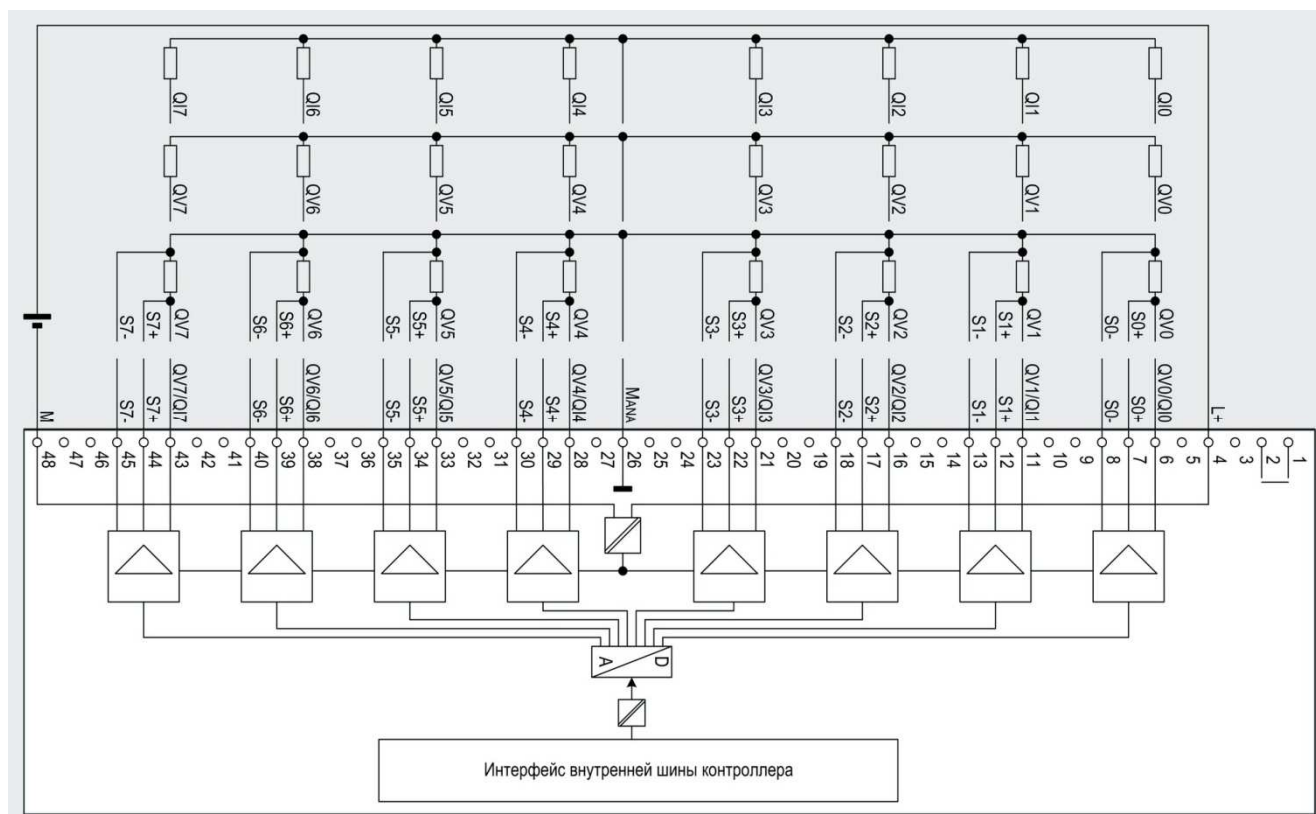 QI7 QI6 QI5 QI4 QI3 QI2 QI1 QI0
QV7 QV6 QV5 QV4 QV3 QV2 QV1 QV0
S7- S7+ QV7 S6- S6+ QV6 S5- S5+ QV5 S4- S4+ QV4 S3- S3+ QV3 S2- S2+ QV2 S1- S1+ QV1 S0- S0+ QV0
M S7- S7+ QV7/QI7 S6- S6+ QV6/QI6 S5- S5+ QV5/QI5 S4- S4+ QV4/QI4 MANA S3- S3+ QV3/QI3 S2- S2+ QV2/QI2 S1- S1+ QV1/QI1 S0- S0+ QV0/QI0 L+
48 47 46 45 44 43 42 41 40 39 38 37 36 35 34 33 32 31 30 29 28 27 26 25 24 23 22 21 20 19 18 17 16 15 14 13 12 11 10 9 8 7 6 5 4 3 2 1
A D
Интерфейс внутренней шины контроллера